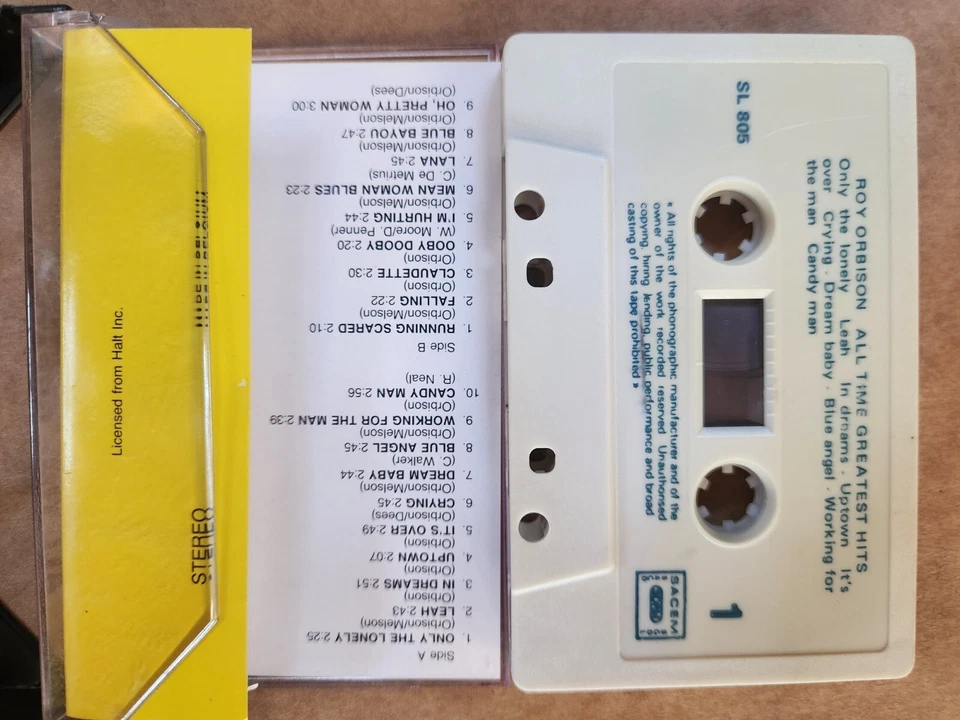 Licensed from Halt Inc.
STEREO
MADE IN BELGIUM
Side A
1. ONLY THE LONELY 2:25
(Orbison/Melson)
2. LEAH 2:43
(Orbison)
3. IN DREAMS 2:51
(Orbison)
4. UPTOWN 2:07
(Orbison)
5. IT'S OVER 2:49
(Orbison/Dees)
6. CRYING 2:45
(Orbison/Melson)
7. DREAM BABY 2:44
(C. Walker)
8. BLUE ANGEL 2:45
(Orbison/Melson)
9. WORKING FOR THE MAN 2:39
(Orbison)
10. CANDY MAN 2:56
(R. Neal)
Side B
1. RUNNING SCARED 2:10
(Orbison/Melson)
2. FALLING 2:22
(Orbison)
3. CLAUDETTE 2:30
(Orbison)
4. OOBY DOOBY 2:20
(W. Moore/D. Penner)
5. I'M HURTING 2:44
(Orbison/Melson)
6. MEAN WOMAN BLUES 2:23
(C. De Metrius)
7. LANA 2:45
(Orbison/Melson)
8. BLUE BAYOU 2:47
(Orbison/Melson)
9. OH, PRETTY WOMAN 3:00
(Orbison/Dees)
ROY ORBISON ALL TIME GREATEST HITS
Only the lonely Leah In dreams . Uptown It's
over Crying . Dream baby . Blue angel . Working for
the man Candy man
SL 805
1
« All rights of the phonographic manufacturer and of the
owner of the work recorded reserved Unauthorised
copying, hiring lending, public performance and broad
casting of this tape prohibited »
SACEM